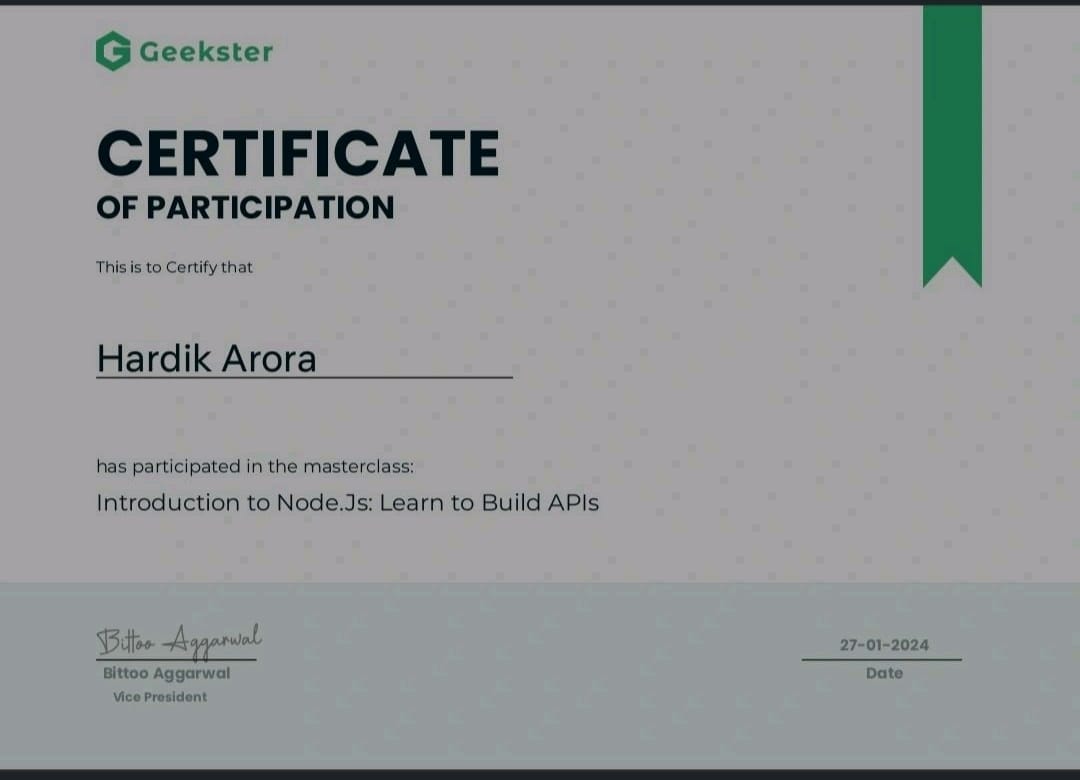 Geekster
CERTIFICATE
OF PARTICIPATION
This is to Certify that
Hardik Arora
has participated in the masterclass:
Introduction to Node.Js: Learn to Build APIs
Bittoo Aggarwal
Bittoo Aggarwal
Vice President
27-01-2024
Date